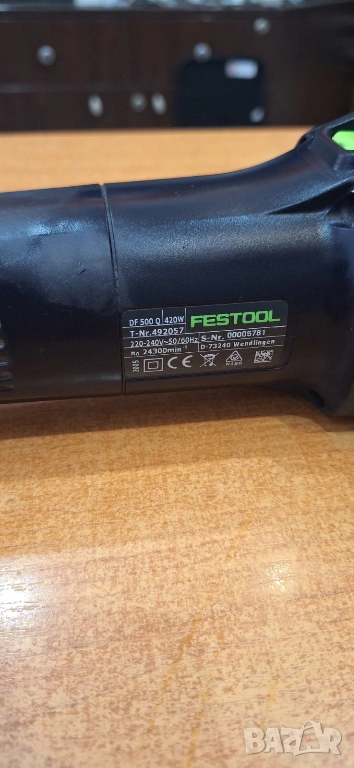 DF 500 Q 420W FESTOOL
T-Nr.492057 S-Nr. 00005781
220-240V~50/60Hz D-73240 Wendlingen
n₀ 24300min⁻¹
CE
BAZAR